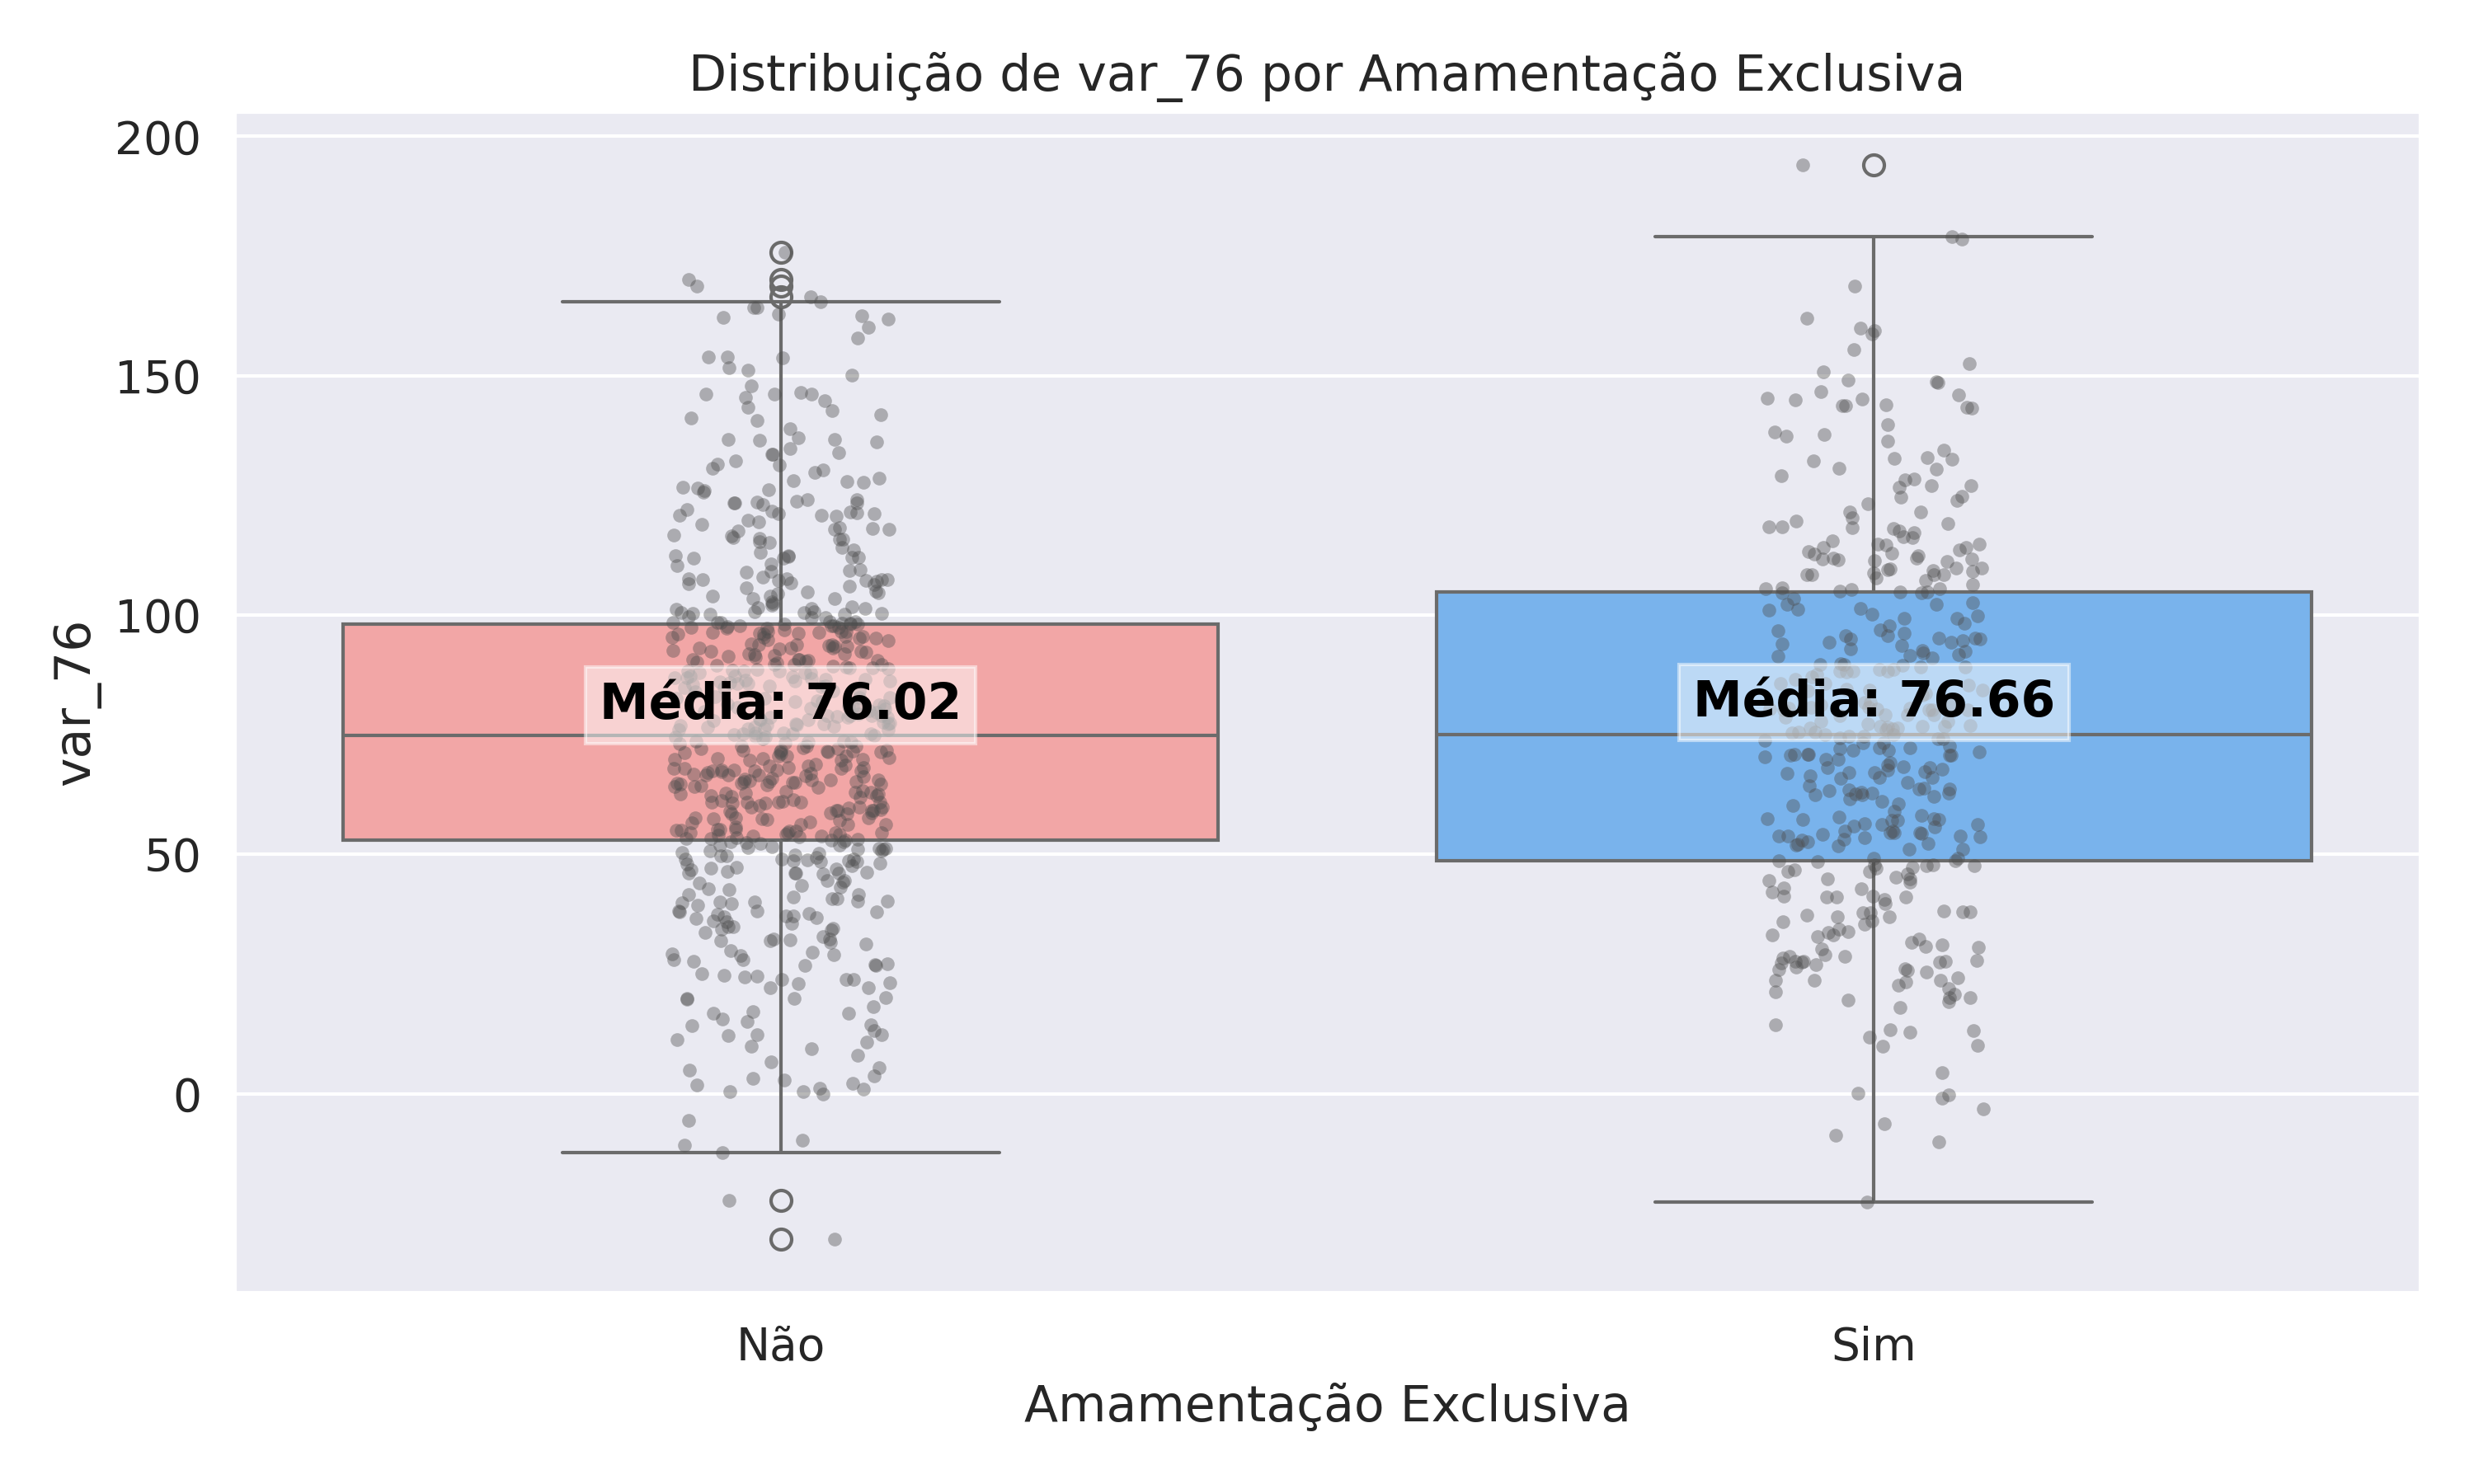 Distribuição de var_76 por Amamentação Exclusiva
200
150
100
50
0
var_76
Média: 76.02
Média: 76.66
Não
Sim
Amamentação Exclusiva